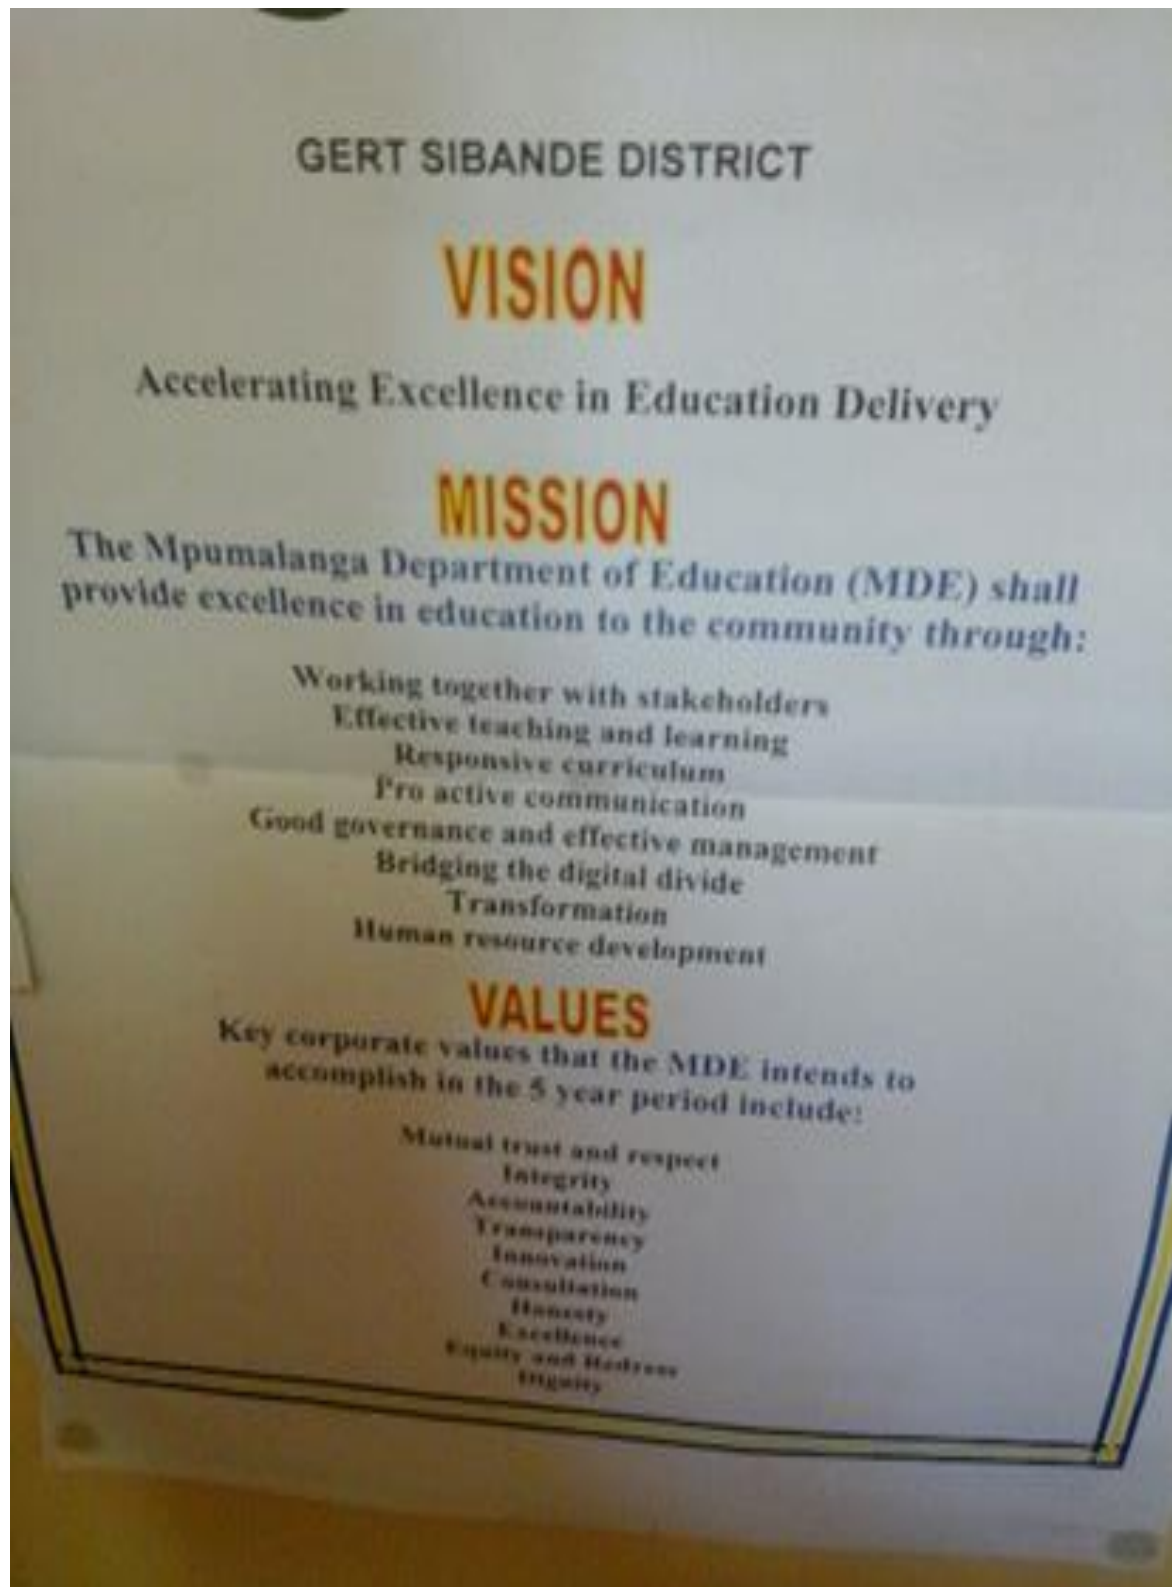 GERT SIBANDE DISTRICT
VISION
Accelerating Excellence in Education Delivery
MISSION
The Mpumalanga Department of Education (MDE) shall
provide excellence in education to the community through:
Working together with stakeholders
Effective teaching and learning
Responsive curriculum
Pro active communication
Good governance and effective management
Bridging the digital divide
Transformation
Human resource development
VALUES
Key corporate values that the MDE intends to
accomplish in the 5 year period include:
Mutual trust and respect
Integrity
Accountability
Transparency
Innovation
Consultation
Honesty
Excellence
Equity and Redress
Dignity